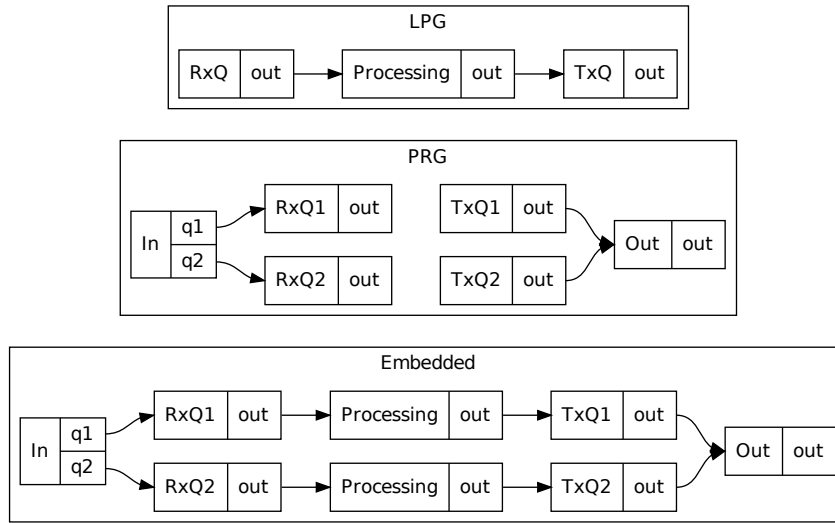 LPG
RxQ out Processing out TxQ out
PRG
In q1 q2 RxQ1 out TxQ1 out Out out
RxQ2 out TxQ2 out
Embedded
In q1 q2 RxQ1 out Processing out TxQ1 out Out out
RxQ2 out Processing out TxQ2 out